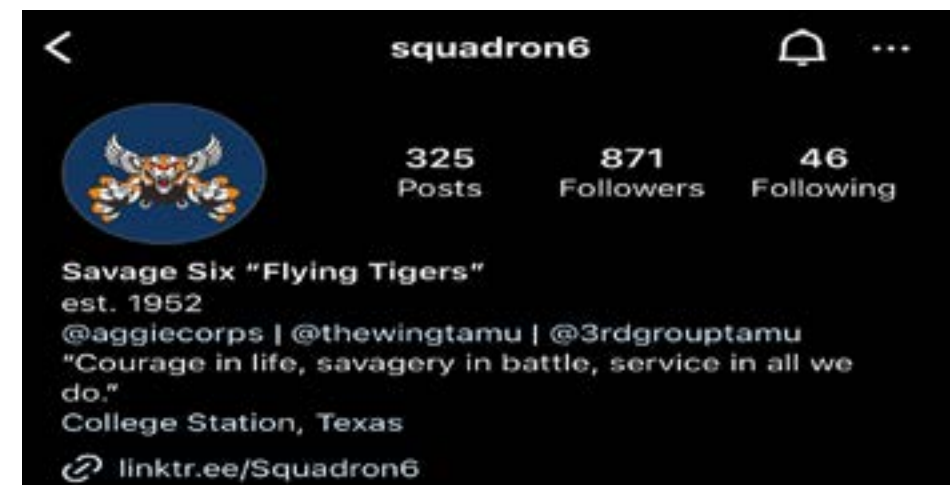 squadron6
325 871 46
Posts Followers Following
Savage Six “Flying Tigers”
est. 1952
@aggiecorps | @thewingtamu | @3rdgrouptamu
“Courage in life, savagery in battle, service in all we
do.”
College Station, Texas
linktr.ee/Squadron6